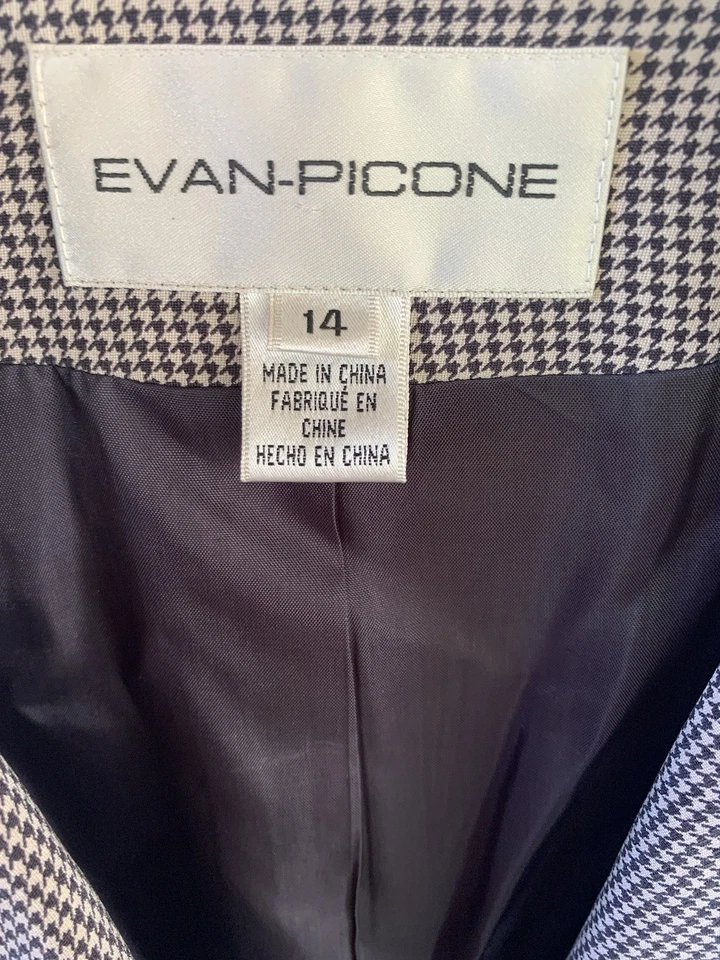 EVAN-PICONE
14
MADE IN CHINA
FABRIQUÉ EN
CHINE
HECHO EN CHINA